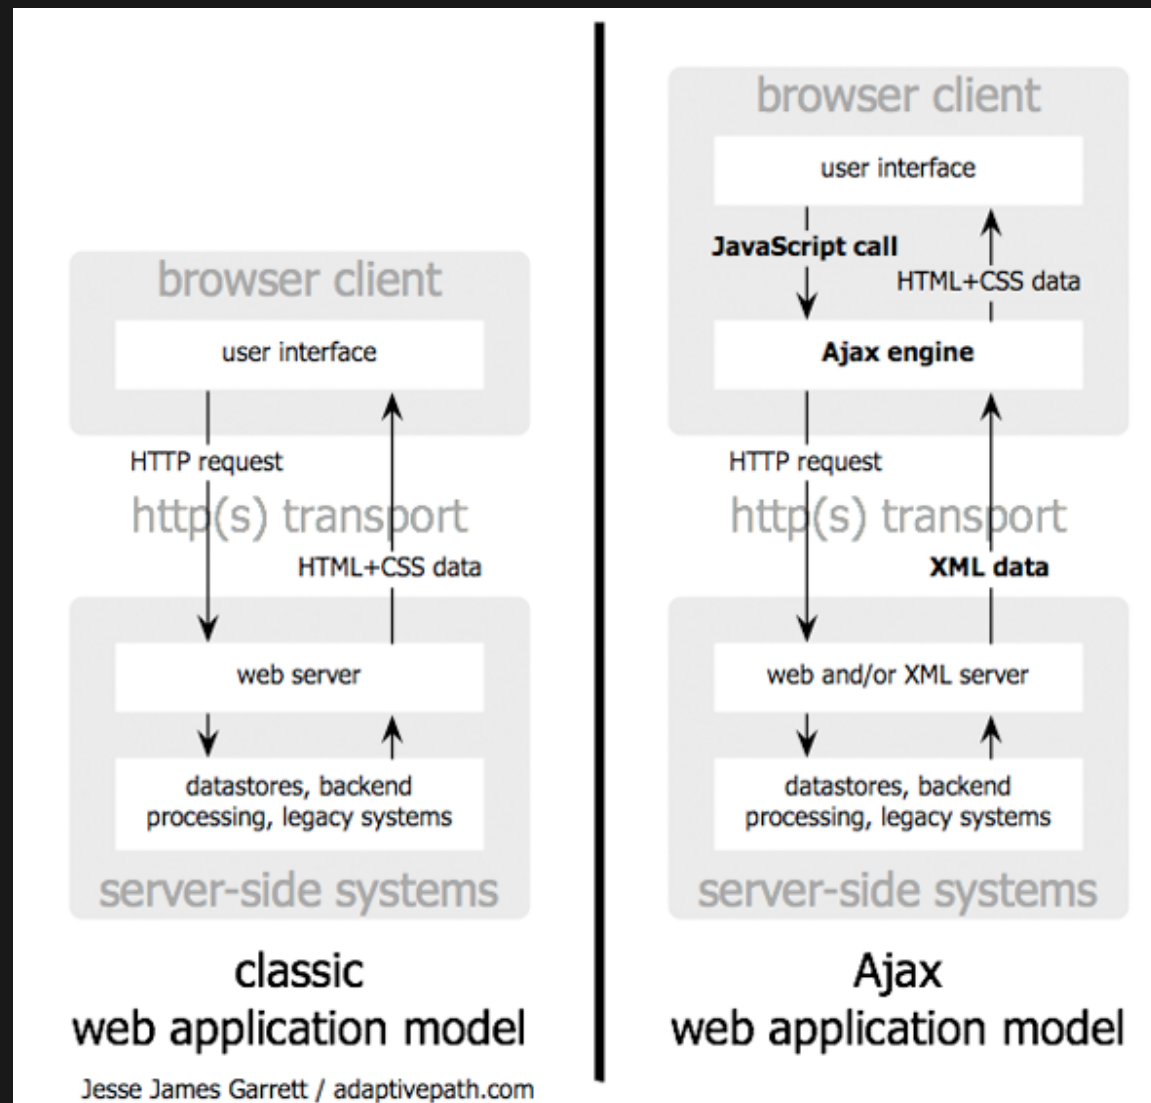 browser client
user interface
HTTP request
http(s) transport
HTML+CSS data
web server
datastores, backend
processing, legacy systems
server-side systems
classic
web application model
Jesse James Garrett / adaptivepath.com
browser client
user interface
JavaScript call
HTML+CSS data
Ajax engine
HTTP request
http(s) transport
XML data
web and/or XML server
datastores, backend
processing, legacy systems
server-side systems
Ajax
web application model